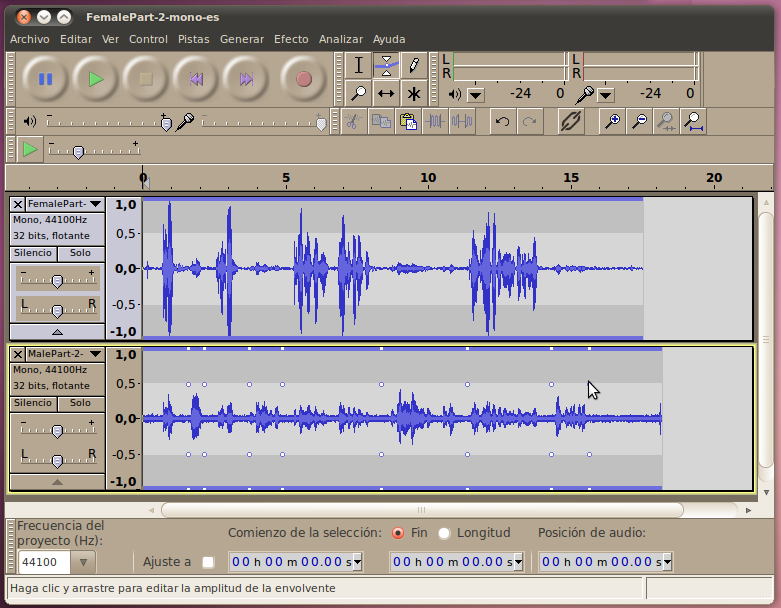 FemalePart-2-mono-es
Archivo Editar Ver Control Pistas Generar Efecto Analizar Ayuda
L L
R R
-24 0 -24 0
- + - +
- +
0 5 10 15 20
FemalePart-
Mono, 44100Hz
32 bits, flotante
Silencio Solo
- +
L R
1,0
0,5-
0,0-
-0,5-
-1,0
MalePart-2-
Mono, 44100Hz
32 bits, flotante
Silencio Solo
- +
L R
1,0
0,5-
0,0-
-0,5-
-1,0
Frecuencia del
proyecto (Hz):
44100
Ajuste a
Comienzo de la selección: Fin Longitud Posición de audio:
00 h 00 m 00.00 s 00 h 00 m 00.00 s 00 h 00 m 00.00 s
Haga clic y arrastre para editar la amplitud de la envolvente